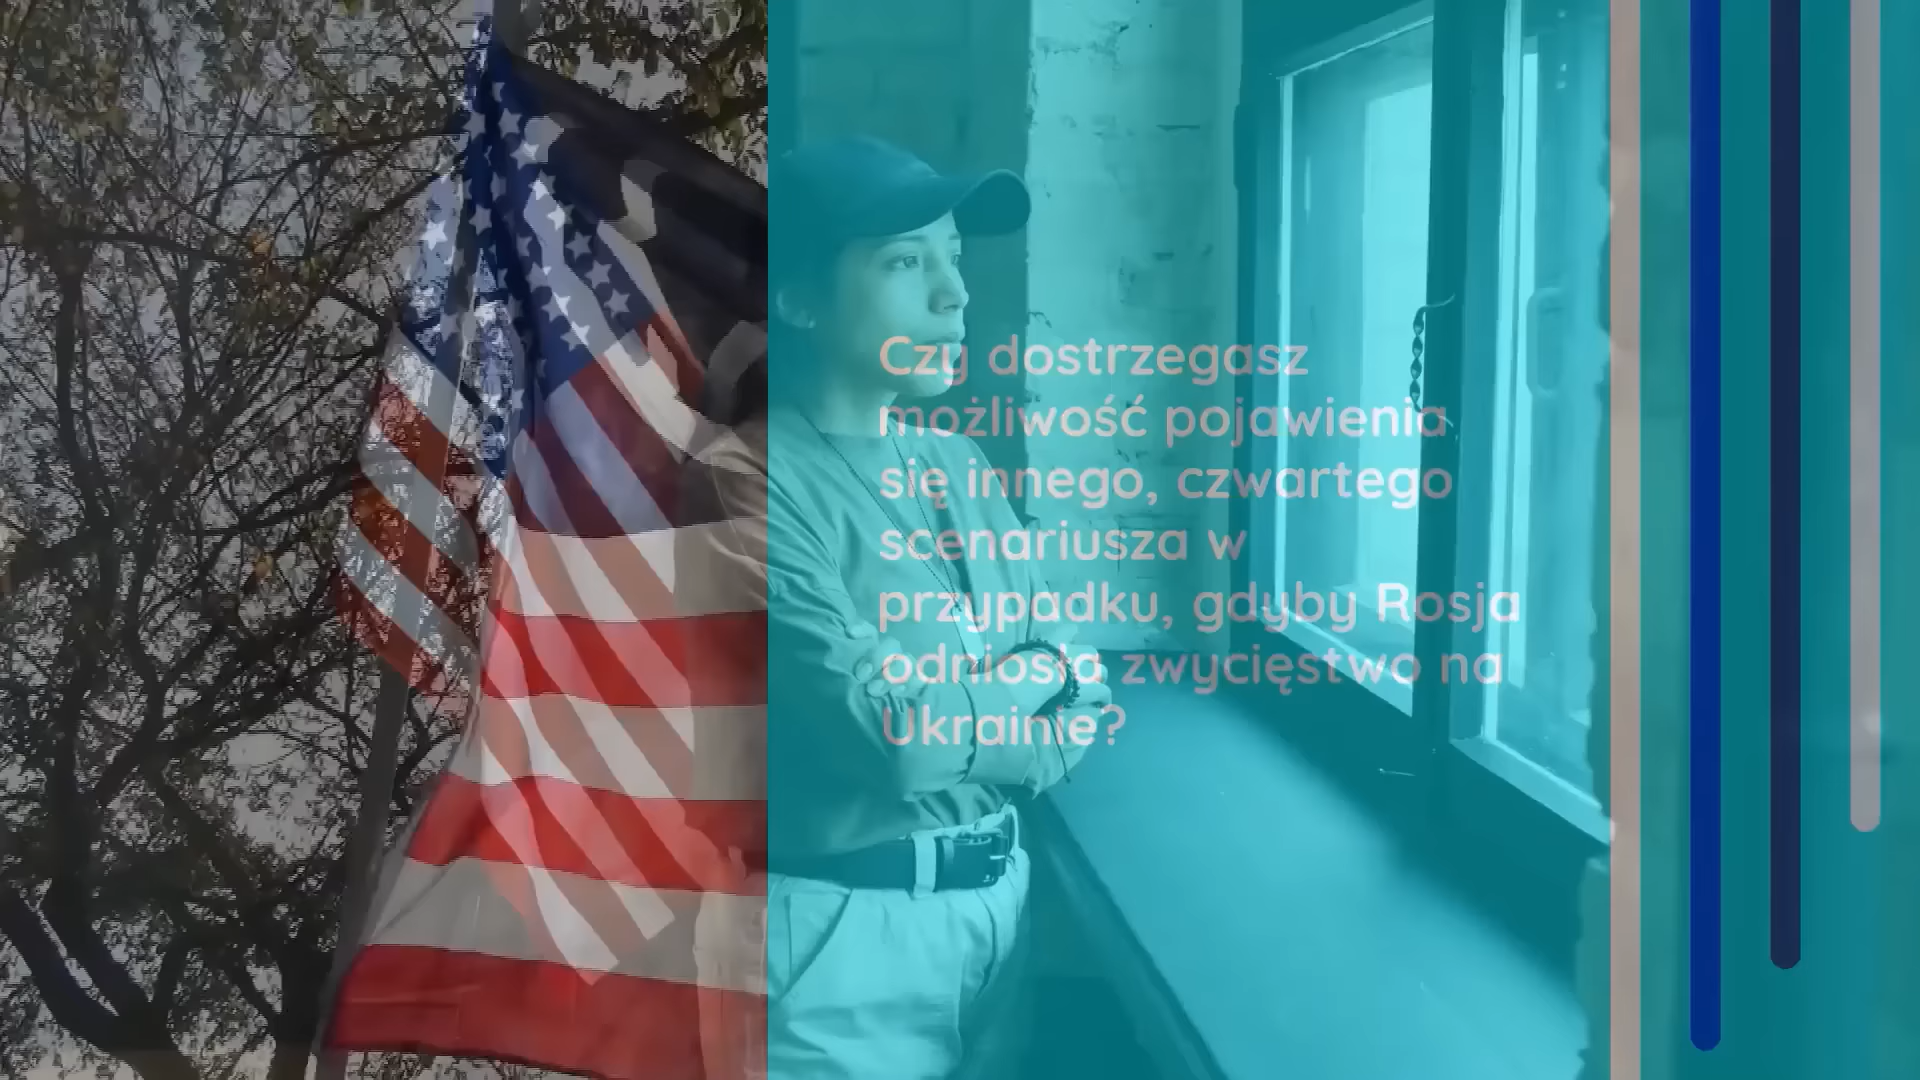 Czy dostrzegasz
możliwość pojawienia
się innego, czwartego
scenariusza w
przypadku, gdyby Rosja
odniosła zwycięstwo na
Ukrainie?